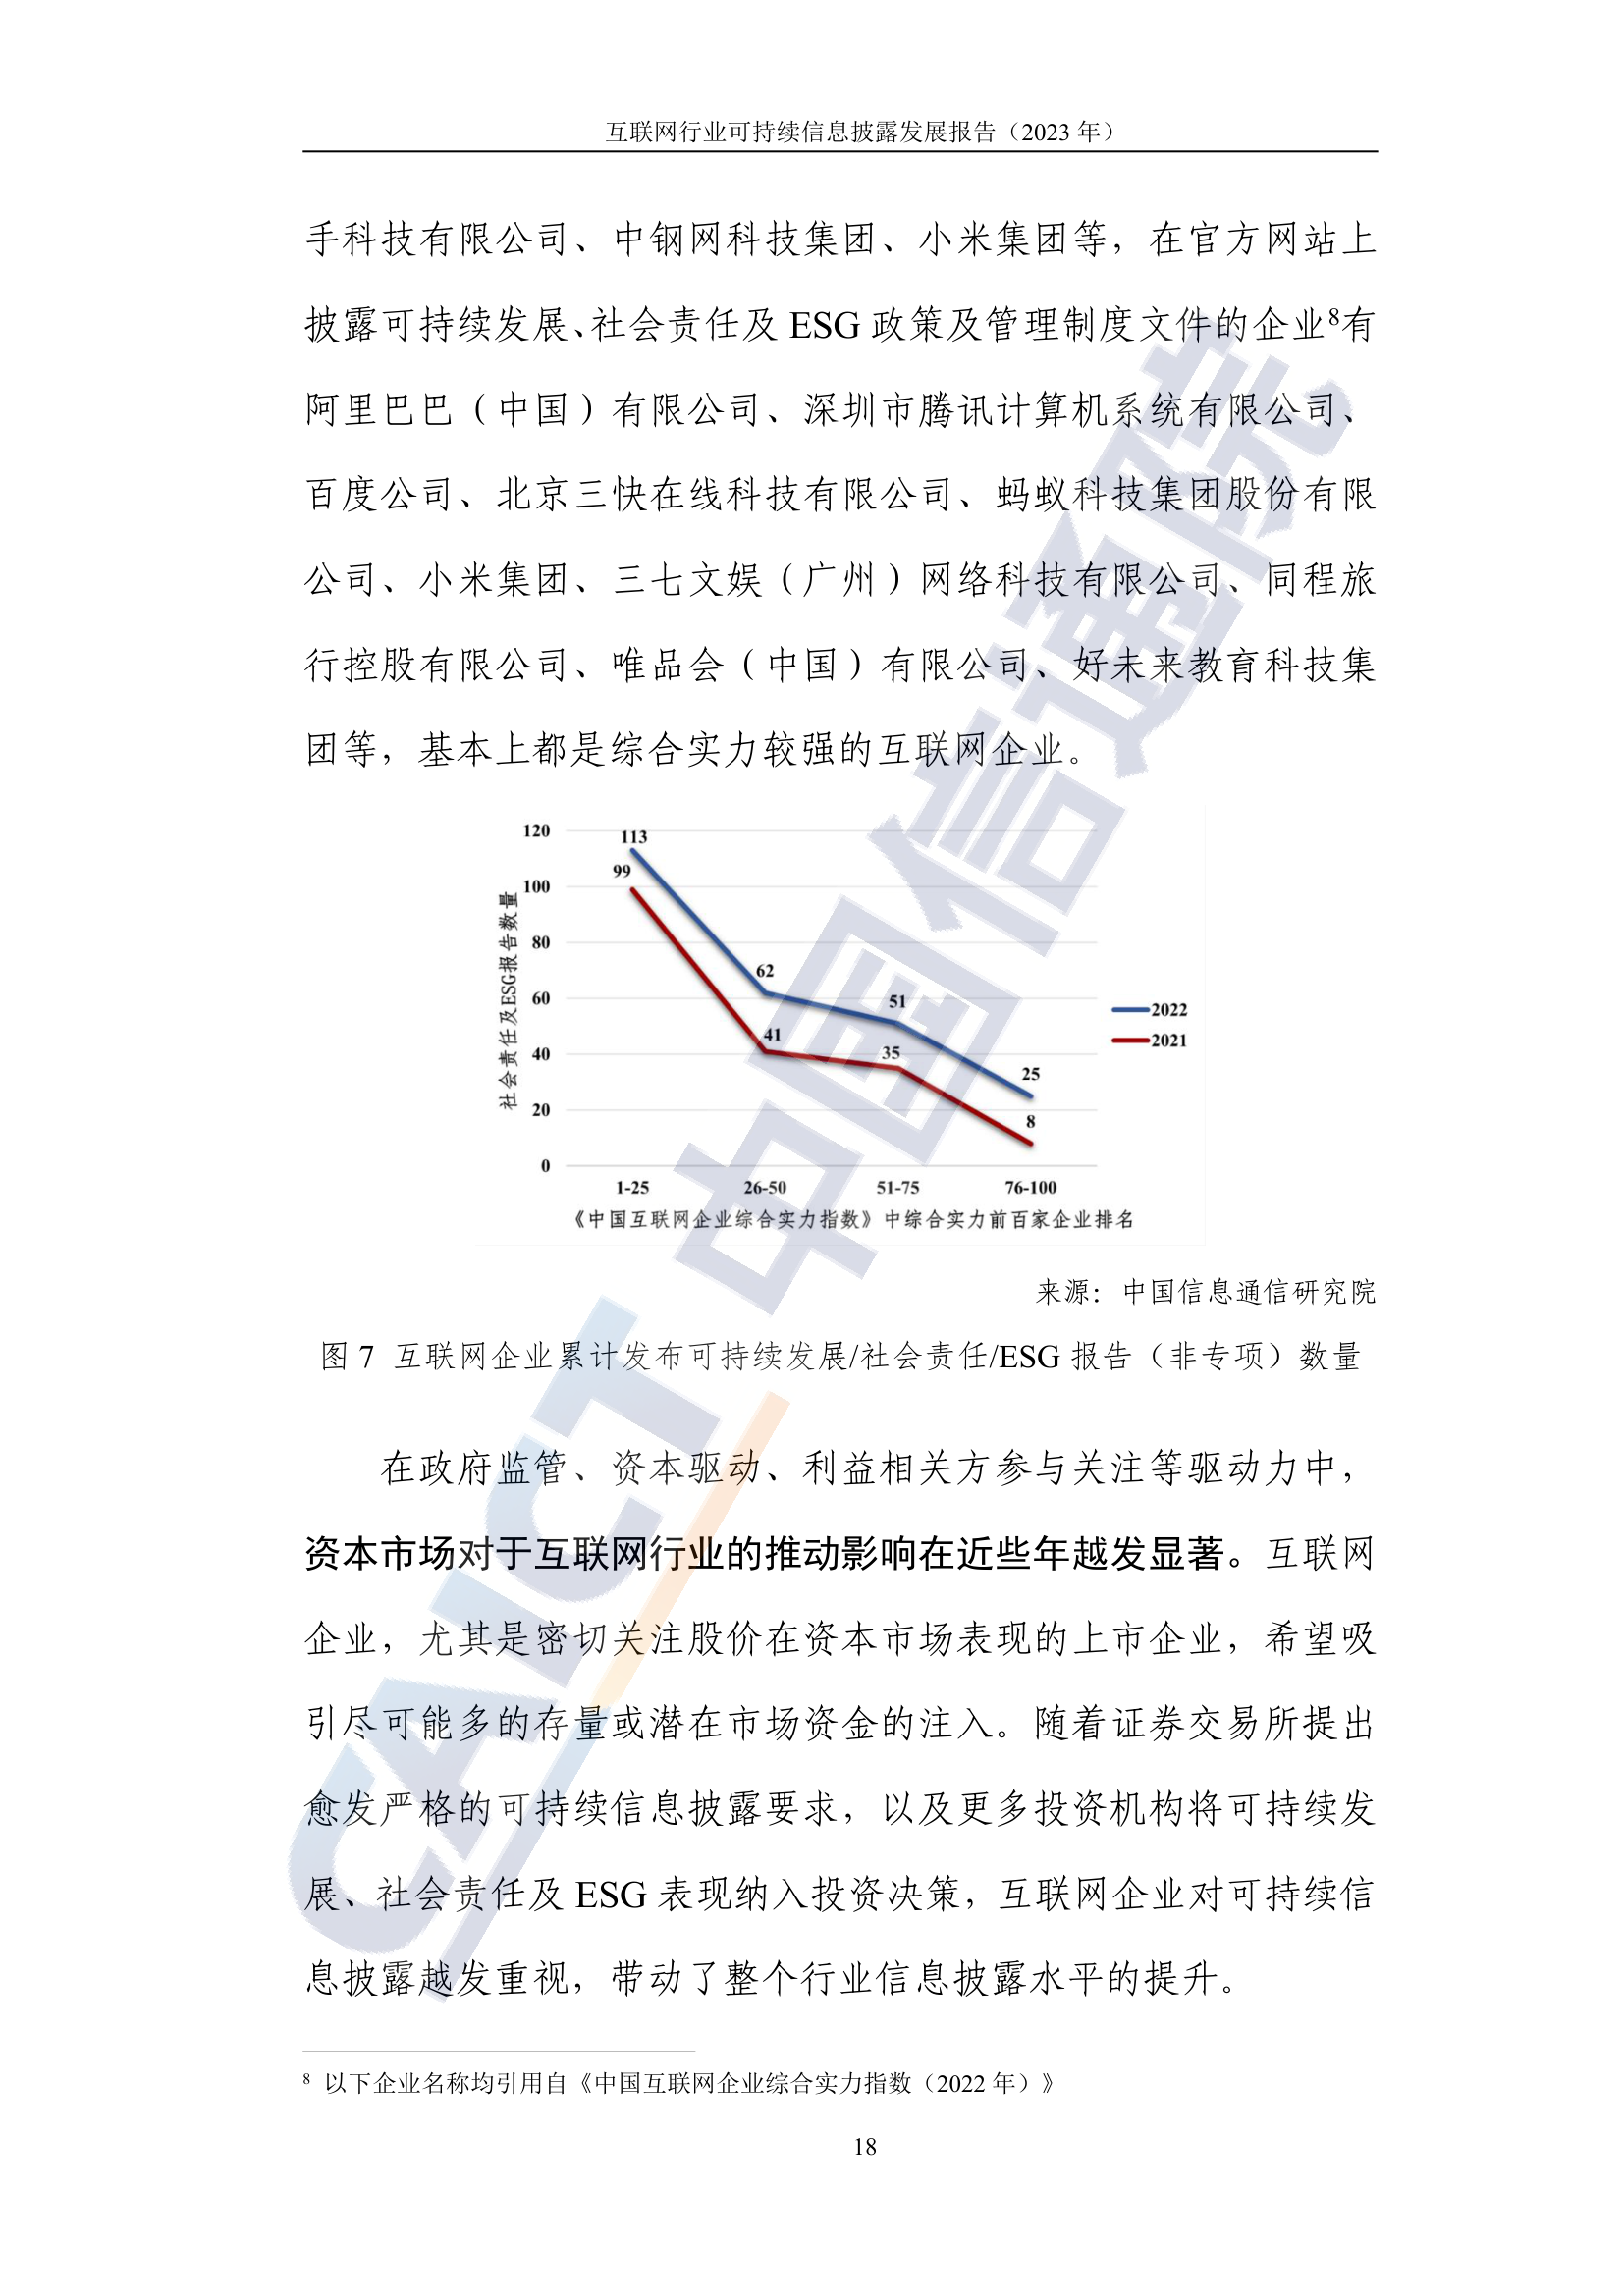 互联网行业可持续信息披露发展报告（2023 年）
手科技有限公司、中钢网科技集团、小米集团等，在官方网站上
披露可持续发展、社会责任及 ESG 政策及管理制度文件的企业8有
阿里巴巴（中国）有限公司、深圳市腾讯计算机系统有限公司、
百度公司、北京三快在线科技有限公司、蚂蚁科技集团股份有限
公司、小米集团、三七文娱（广州）网络科技有限公司、同程旅
行控股有限公司、唯品会（中国）有限公司、好未来教育科技集
团等，基本上都是综合实力较强的互联网企业。
社会责任及ESG报告数量
120
100
80
60
40
20
0
113
99
62
41
51
35
25
8
2022
2021
1-25 26-50 51-75 76-100
《中国互联网企业综合实力指数》中综合实力前百家企业排名
来源：中国信息通信研究院
图 7 互联网企业累计发布可持续发展/社会责任/ESG 报告（非专项）数量
在政府监管、资本驱动、利益相关方参与关注等驱动力中，
资本市场对于互联网行业的推动影响在近些年越发显著。互联网
企业，尤其是密切关注股价在资本市场表现的上市企业，希望吸
引尽可能多的存量或潜在市场资金的注入。随着证券交易所提出
愈发严格的可持续信息披露要求，以及更多投资机构将可持续发
展、社会责任及 ESG 表现纳入投资决策，互联网企业对可持续信
息披露越发重视，带动了整个行业信息披露水平的提升。
8 以下企业名称均引用自《中国互联网企业综合实力指数（2022 年）》
18
CAICT 中国信通院